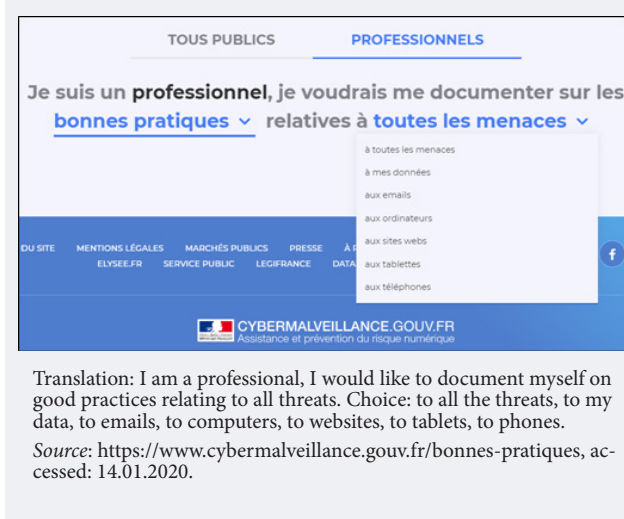 TOUS PUBLICS PROFESSIONNELS
Je suis un professionnel, je voudrais me documenter sur les
bonnes pratiques relatives à toutes les menaces
à toutes les menaces
à mes données
aux emails
aux ordinateurs
aux sites webs
aux tablettes
aux téléphones
DU SITE MENTIONS LÉGALES MARCHÉS PUBLICS PRESSE
ELYSEE.FR SERVICE PUBLIC LEGIFRANCE DATA
CYBERMALVEILLANCE.GOUV.FR
Assistance et prévention du risque numérique
Translation: I am a professional, I would like to document myself on
good practices relating to all threats. Choice: to all the threats, to my
data, to emails, to computers, to websites, to tablets, to phones.
Source: https://www.cybermalveillance.gouv.fr/bonnes-pratiques, ac-
cessed: 14.01.2020.